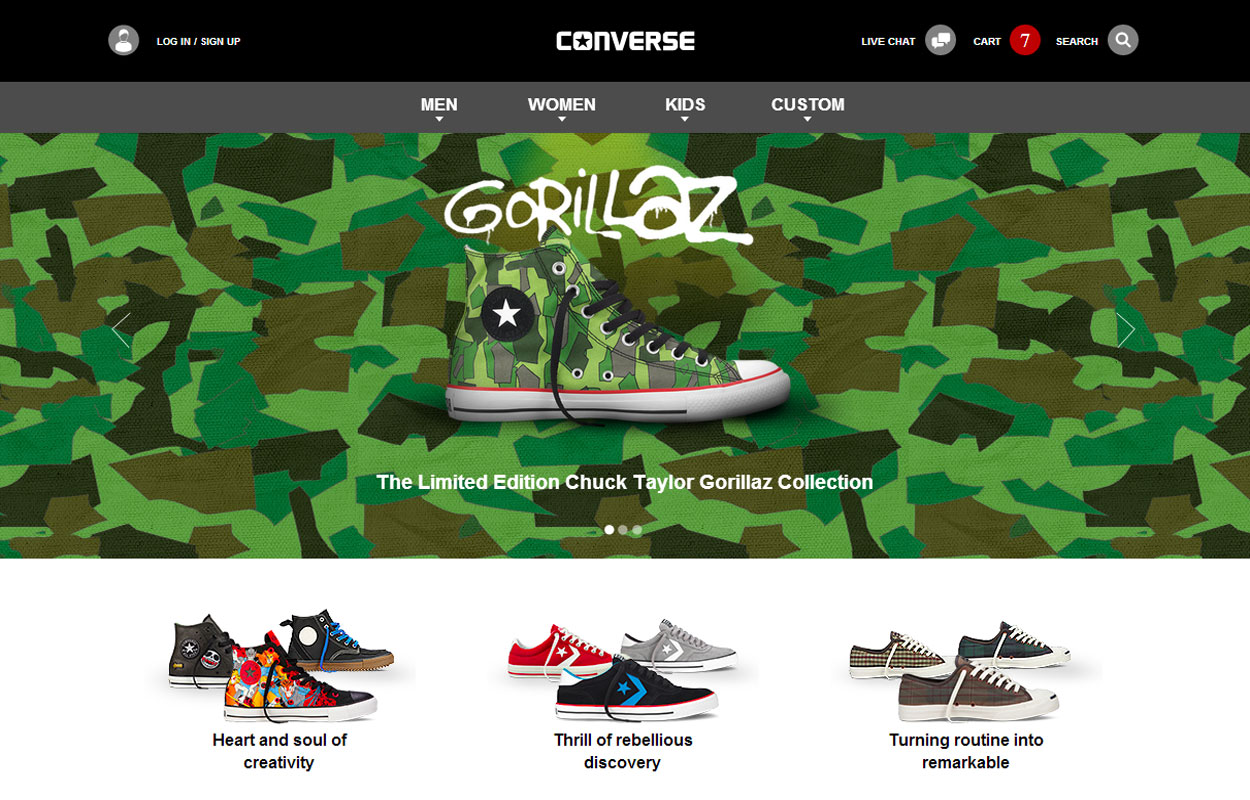 LOG IN / SIGN UP
CONVERSE
LIVE CHAT
CART 7
SEARCH
MEN
WOMEN
KIDS
CUSTOM
GORILLAZ
The Limited Edition Chuck Taylor Gorillaz Collection
Heart and soul of
creativity
Thrill of rebellious
discovery
Turning routine into
remarkable